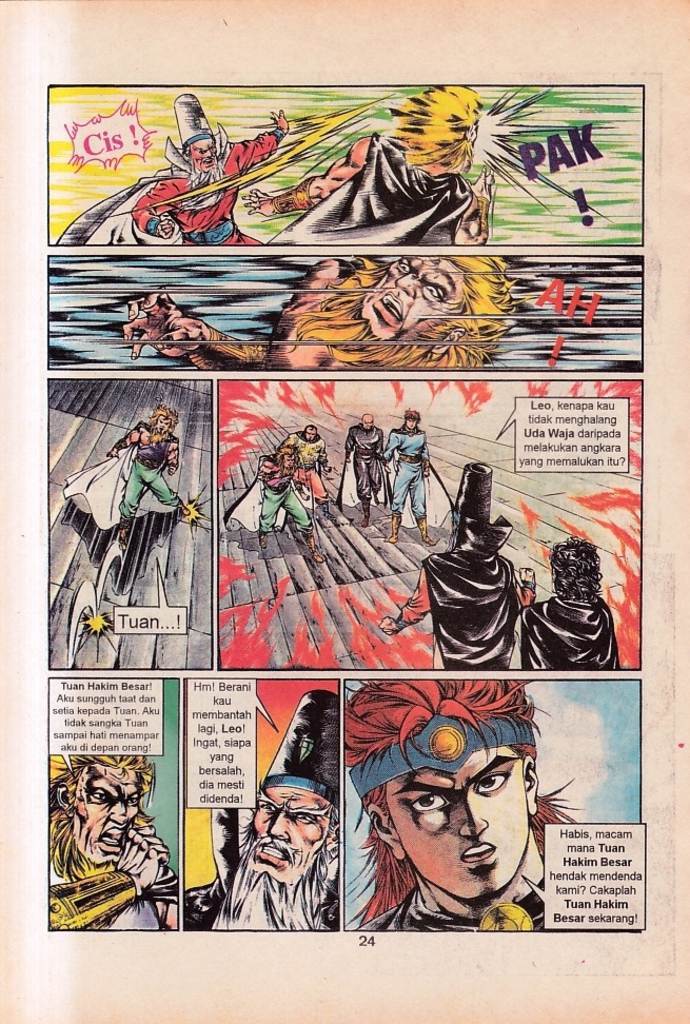 Cis !
PAK
!
AH
!
Tuan...!
Leo, kenapa kau
tidak menghalang
Uda Waja daripada
melakukan angkara
yang memalukan itu?
Tuan Hakim Besar!
Aku sungguh taat dan
setia kepada Tuan. Aku
tidak sangka Tuan
sampai hati menampar
aku di depan orang!
Hm! Berani
kau
membantah
lagi, Leo!
Ingat, siapa
yang
bersalah,
dia mesti
didenda!
Habis, macam
mana Tuan
Hakim Besar
hendak mendenda
kami? Cakaplah
Tuan Hakim
Besar sekarang!
24